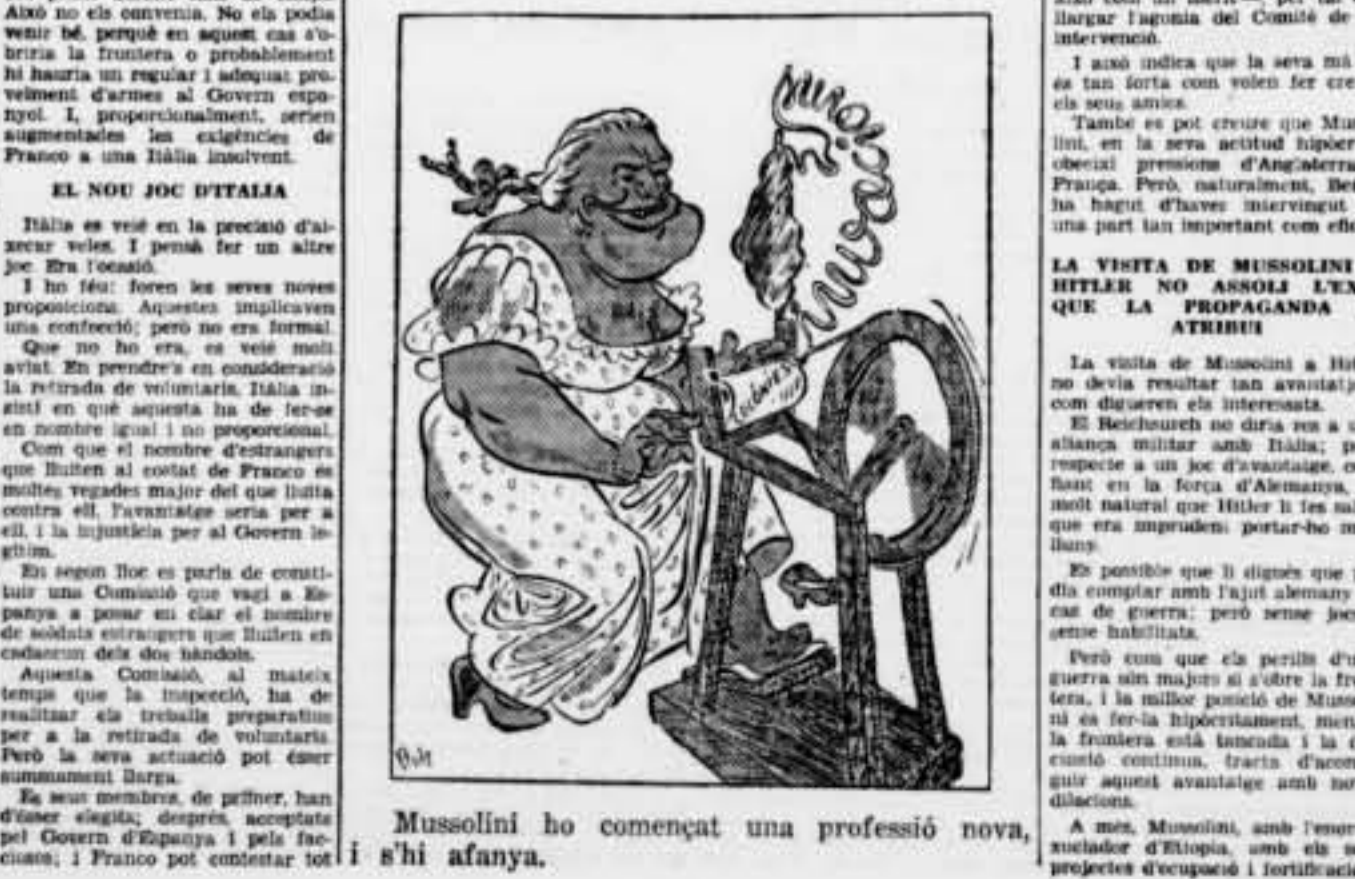 Això no els convenia. No els podia
venir bé, perquè en aquest cas s'o-
briria la frontera o probablement
hi hauria un regular i adequat pro-
veïment d'armes al Govern espa-
nyol. I, proporcionalment, serien
augmentades les exigències de
Franco a una Itàlia insolvent.
EL NOU JOC D'ITALIA
Itàlia es veié en la precisió d'ai-
xecar veles. I pensà fer un altre
joc. Era l'ocasió.
I ho féu: foren les seves noves
proposicions. Aquestes implicaven
una confecció; però no era formal.
Que no ho era, es veié molt
aviat. En prendre's en consideració
la retirada de voluntaris, Itàlia in-
sistí en què aquesta ha de fer-se
en nombre igual i no proporcional.
Com que el nombre d'estrangers
que lluiten al costat de Franco és
moltes vegades major del que lluita
contra ell, l'avantatge seria per a
ell, i la injustícia per al Govern le-
gítim.
En segon lloc es parla de consti-
tuir una Comissió que vagi a Es-
panya a posar en clar el nombre
de soldats estrangers que lluiten en
cadascun dels dos bàndols.
Aquesta Comissió, al mateix
temps que la inspecció, ha de
realitzar els treballs preparatius
per a la retirada de voluntaris.
Però la seva actuació pot ésser
summament llarga.
Els seus membres, de primer, han
d'ésser elegits; després, acceptats
pel Govern d'Espanya i pels fac-
ciosos; i Franco pot contestar tot
Mussolini ho començat una professió nova,
i s'hi afanya.
llargar l'agonia del Comitè de
intervenció.
I això indica que la seva mà
és tan forta com volen fer cre
els seus amics.
També es pot creure que Mus
lini, en la seva actitud hipòcr
obeeixi pressions d'Anglaterra
França. Però, naturalment, Ber
ha hagut d'haver intervingut
una part tan important com efic
LA VISITA DE MUSSOLINI
HITLER NO ASSOLI L'EX
QUE LA PROPAGANDA
ATRIBUI
La visita de Mussolini a Hit
no devia resultar tan avantatj
com digueren els interessats.
El Reichswreh no diria res a u
aliança militar amb Itàlia; pe
respecte a un joc d'avantatge, co
fiant en la força d'Alemanya,
molt natural que Hitler li fes sab
que era imprudent portar-ho m
lluny.
És possible que li digués que
dia comptar amb l'ajut alemany
cas de guerra; però sense jocs
sense habilitats.
Però com que els perills d'u
guerra són majors si s'obre la fro
tera, i la millor posició de Musso
ni és fer-la hipòcritament, ment
la frontera està tancada i la d
cussió continua, tracta d'acon
guir aquest avantatge amb nov
dilacions.
A més, Mussolini, amb l'enor
xuclador d'Etiopia, amb els se
projectes d'ocupació i fortificació